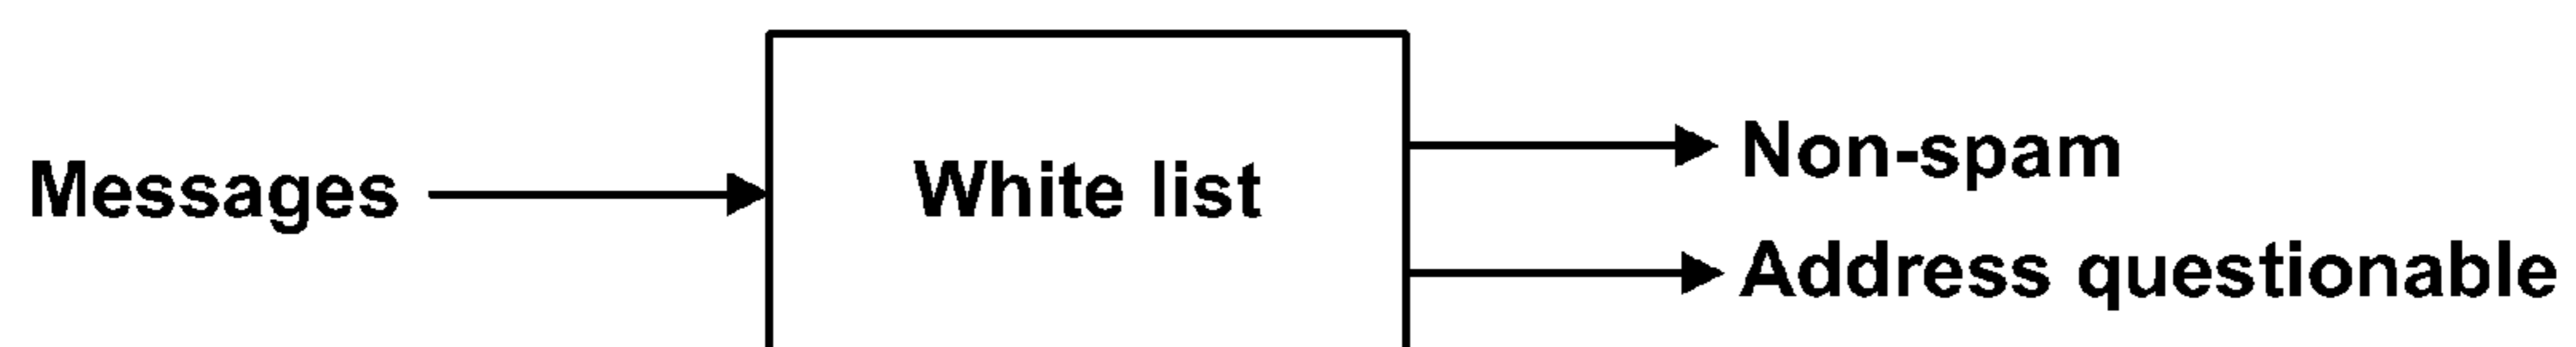 Messages
White list
Non-spam
Address questionable